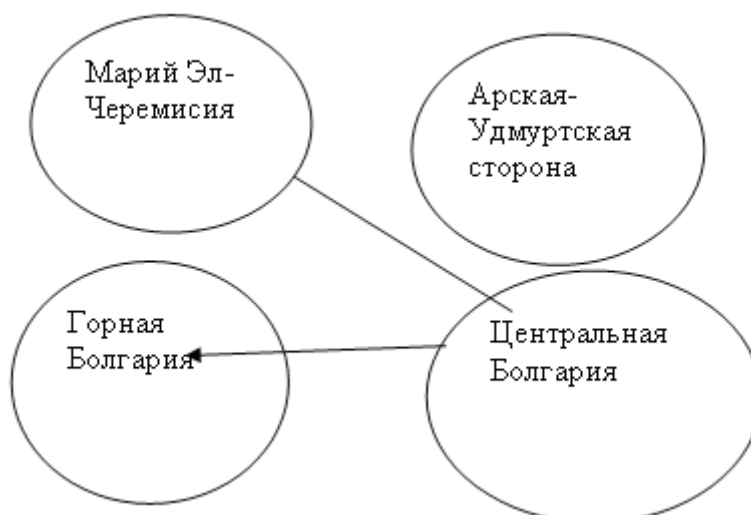 Марий Эл-
Черемисия
Арская-
Удмуртская
сторона
Горная
Болгария
Центральная
Болгария